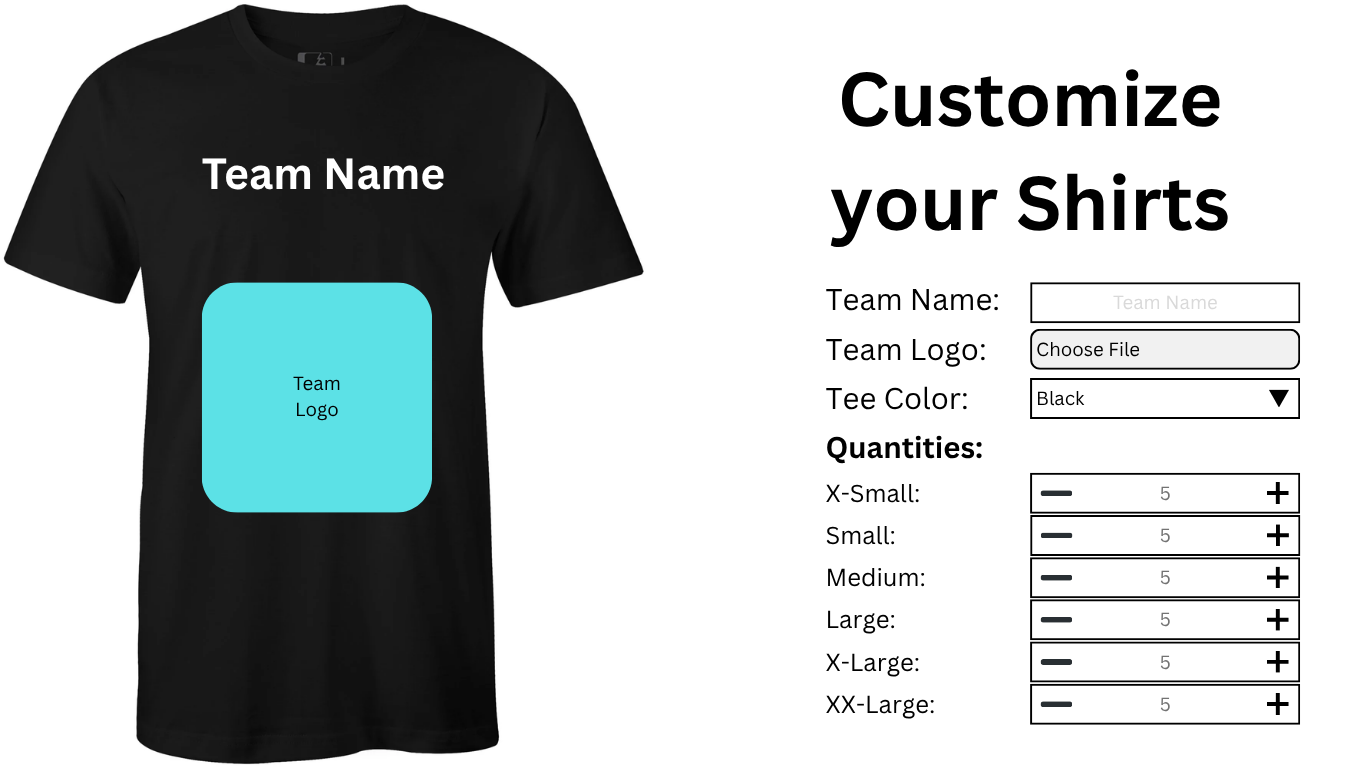 Team Name
Team
Logo
Customize
your Shirts
Team Name: Team Name
Team Logo: Choose File
Tee Color: Black
Quantities:
X-Small: 5
Small: 5
Medium: 5
Large: 5
X-Large: 5
XX-Large: 5